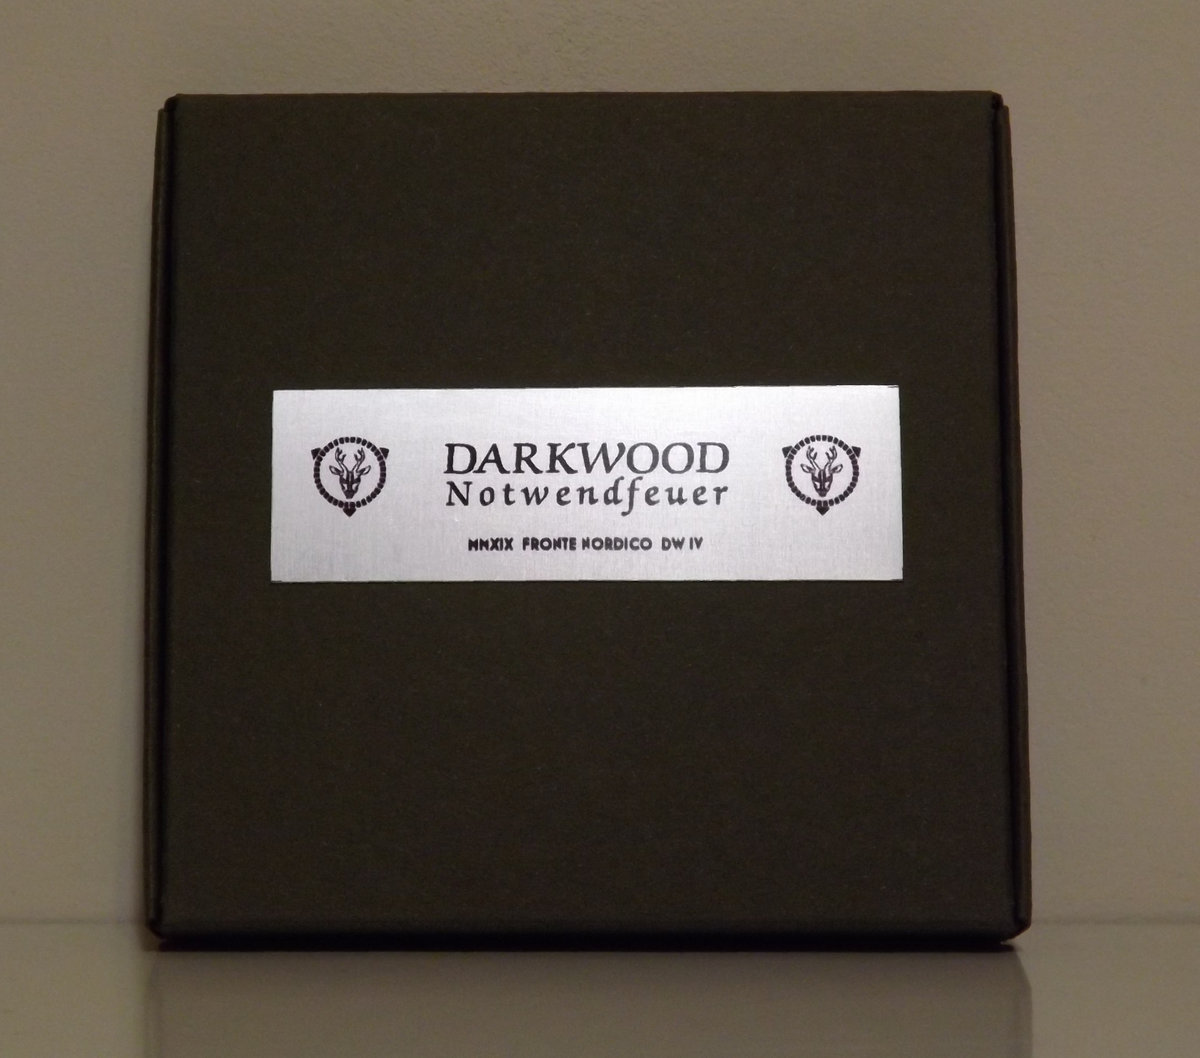 DARKWOOD
Notwendfeuer
MMXIX FRONTE NORDICO DW IV